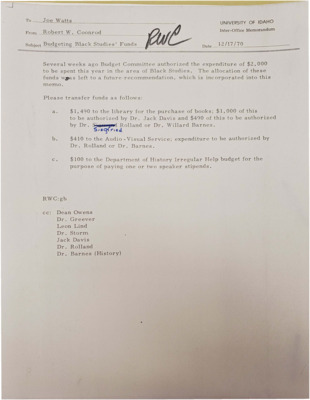 To Joe Watts
UNIVERSITY OF IDAHO
Inter-Office Memorandum
From Robert W. Coonrod
RWC
Subject Budgeting Black Studies' Funds
Date 12/17/70
Several weeks ago Budget Committee authorized the expenditure of $2,000
to be spent this year in the area of Black Studies. The allocation of these
funds was left to a future recommendation, which is incorporated into this
memo.
Please transfer funds as follows:
a. $1,490 to the library for the purchase of books; $1,000 of this
to be authorized by Dr. Jack Davis and $490 of this to be authorized
by Dr. Rolland or Dr. Willard Barnes.
Siegfried
b. $410 to the Audio-Visual Service; expenditure to be authorized by
Dr. Rolland or Dr. Barnes.
c. $100 to the Department of History Irregular Help budget for the
purpose of paying one or two speaker stipends.
RWC:gb
cc: Dean Owens
Dr. Greever
Leon Lind
Dr. Storm
Jack Davis
Dr. Rolland
Dr. Barnes (History)